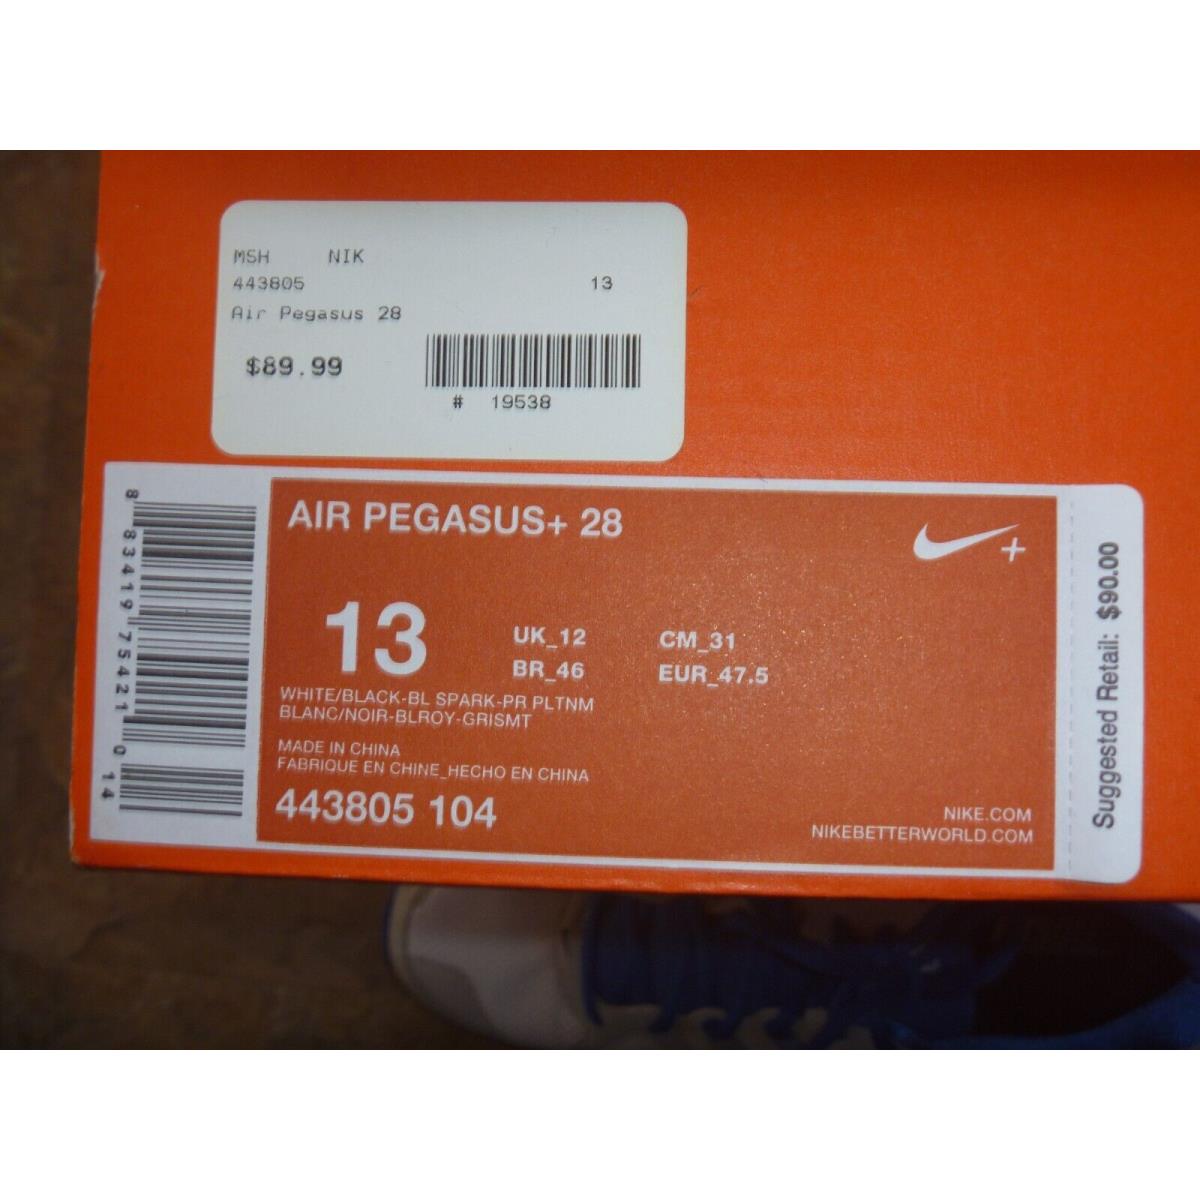 MSH NIK
443805 13
Air Pegasus 28
$89.99
# 19538
8 83419 75421 0 14
AIR PEGASUS+ 28
13
UK_12 CM_31
BR_46 EUR_47.5
WHITE/BLACK-BL SPARK-PR PLTNM
BLANC/NOIR-BLROY-GRISMT
MADE IN CHINA
FABRIQUE EN CHINE_HECHO EN CHINA
443805 104
NIKE.COM
NIKEBETTERWORLD.COM
Suggested Retail: $90.00